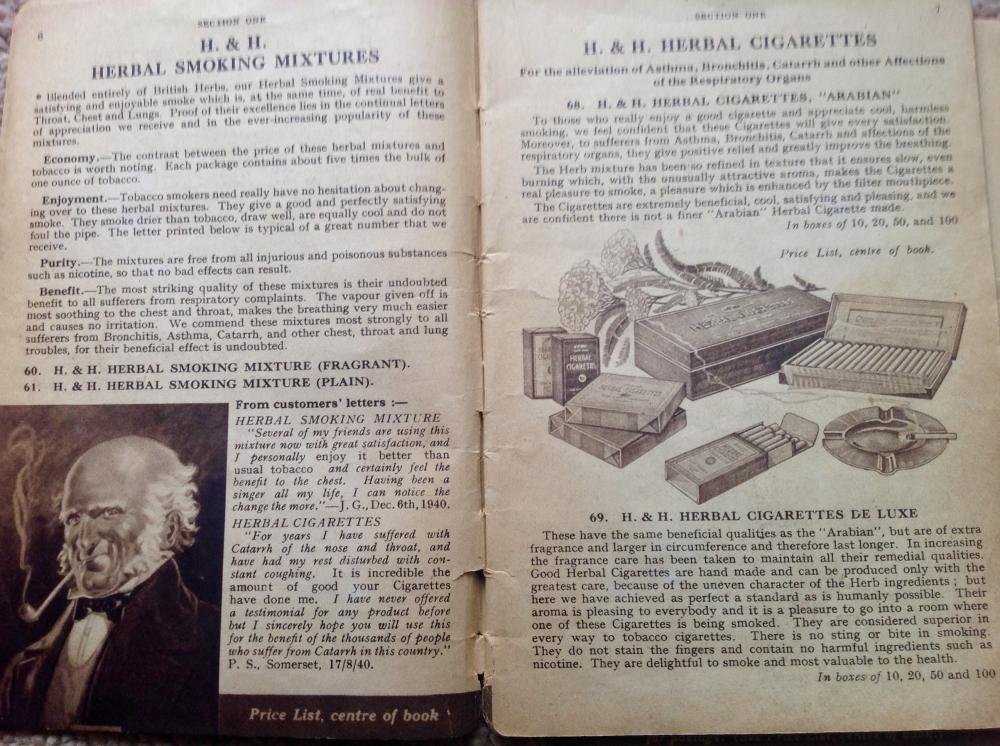 SECTION ONE
6
H. & H.
HERBAL SMOKING MIXTURES
Blended entirely of British Herbs, our Herbal Smoking Mixtures give a
satisfying and enjoyable smoke which is, at the same time, of real benefit to
Throat, Chest and Lungs. Proof of their excellence lies in the continual letters
of appreciation we receive and in the ever-increasing popularity of these
mixtures.
Economy.—The contrast between the price of these herbal mixtures and
tobacco is worth noting. Each package contains about five times the bulk of
one ounce of tobacco.
Enjoyment.—Tobacco smokers need really have no hesitation about chang-
ing over to these herbal mixtures. They give a good and perfectly satisfying
smoke. They smoke drier than tobacco, draw well, are equally cool and do not
foul the pipe. The letter printed below is typical of a great number that we
receive.
Purity.—The mixtures are free from all injurious and poisonous substances
such as nicotine, so that no bad effects can result.
Benefit.—The most striking quality of these mixtures is their undoubted
benefit to all sufferers from respiratory complaints. The vapour given off is
most soothing to the chest and throat, makes the breathing very much easier
and causes no irritation. We commend these mixtures most strongly to all
sufferers from Bronchitis, Asthma, Catarrh, and other chest, throat and lung
troubles, for their beneficial effect is undoubted.
60. H. & H. HERBAL SMOKING MIXTURE (FRAGRANT).
61. H. & H. HERBAL SMOKING MIXTURE (PLAIN).
From customers' letters :—
HERBAL SMOKING MIXTURE
"Several of my friends are using this
mixture now with great satisfaction, and
I personally enjoy it better than
usual tobacco and certainly feel the
benefit to the chest. Having been a
singer all my life, I can notice the
change the more."—J. G., Dec. 6th, 1940.
HERBAL CIGARETTES
"For years I have suffered with
Catarrh of the nose and throat, and
have had my rest disturbed with con-
stant coughing. It is incredible the
amount of good your Cigarettes
have done me. I have never offered
a testimonial for any product before
but I sincerely hope you will use this
for the benefit of the thousands of people
who suffer from Catarrh in this country."
P. S., Somerset, 17/8/40.
Price List, centre of book
SECTION ONE
7
H. & H. HERBAL CIGARETTES
For the alleviation of Asthma, Bronchitis, Catarrh and other Affections
of the Respiratory Organs
68. H. & H. HERBAL CIGARETTES, "ARABIAN"
To those who really enjoy a good cigarette and appreciate cool, harmless
smoking, we feel confident that these Cigarettes will give every satisfaction.
Moreover, to sufferers from Asthma, Bronchitis, Catarrh and affections of the
respiratory organs, they give positive relief and greatly improve the breathing.
The Herb mixture has been so refined in texture that it ensures slow, even
burning which, with the unusually attractive aroma, makes the Cigarettes a
real pleasure to smoke, a pleasure which is enhanced by the filter mouthpiece.
The Cigarettes are extremely beneficial, cool, satisfying and pleasing, and we
are confident there is not a finer "Arabian" Herbal Cigarette made.
In boxes of 10, 20, 50, and 100
Price List, centre of book.
HERBAL
CIGARETTES
69. H. & H. HERBAL CIGARETTES DE LUXE
These have the same beneficial qualities as the "Arabian", but are of extra
fragrance and larger in circumference and therefore last longer. In increasing
the fragrance care has been taken to maintain all their remedial qualities.
Good Herbal Cigarettes are hand made and can be produced only with the
greatest care, because of the uneven character of the Herb ingredients ; but
here we have achieved as perfect a standard as is humanly possible. Their
aroma is pleasing to everybody and it is a pleasure to go into a room where
one of these Cigarettes is being smoked. They are considered superior in
every way to tobacco cigarettes. There is no sting or bite in smoking.
They do not stain the fingers and contain no harmful ingredients such as
nicotine. They are delightful to smoke and most valuable to the health.
In boxes of 10, 20, 50 and 100